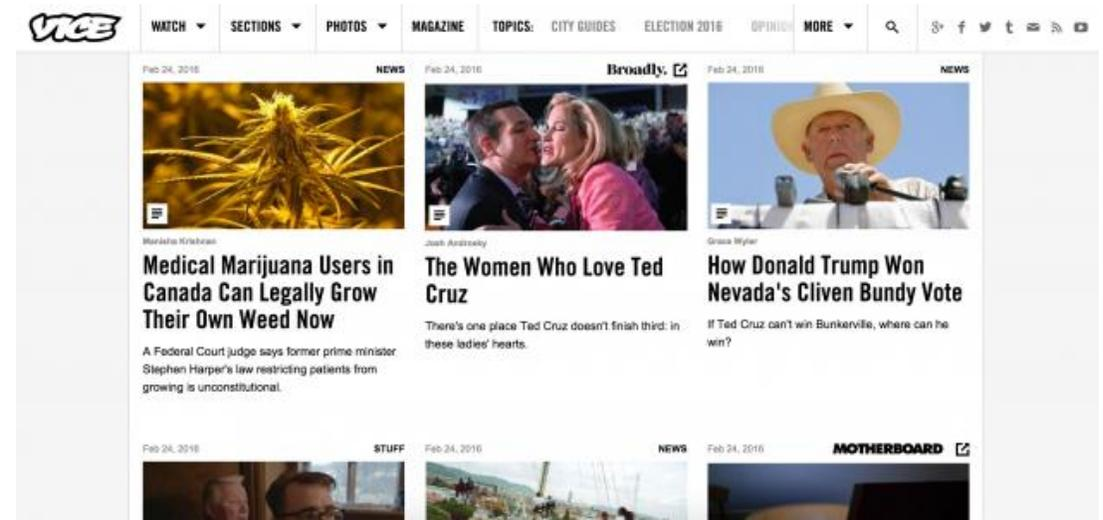 VICE
WATCH SECTIONS PHOTOS MAGAZINE TOPICS: CITY GUIDES ELECTION 2016 OPINION MORE
Feb 24, 2016 NEWS
Manisha Krishnan
Medical Marijuana Users in
Canada Can Legally Grow
Their Own Weed Now
A Federal Court judge says former prime minister
Stephen Harper's law restricting patients from
growing is unconstitutional.
Feb 24, 2016 Broadly.
Josh Androsky
The Women Who Love Ted
Cruz
There's one place Ted Cruz doesn't finish third: in
these ladies' hearts.
Feb 24, 2016 NEWS
Grace Wyler
How Donald Trump Won
Nevada's Cliven Bundy Vote
If Ted Cruz can't win Bunkerville, where can he
win?
Feb 24, 2016 STUFF
Feb 24, 2016 NEWS
Feb 24, 2016 MOTHERBOARD